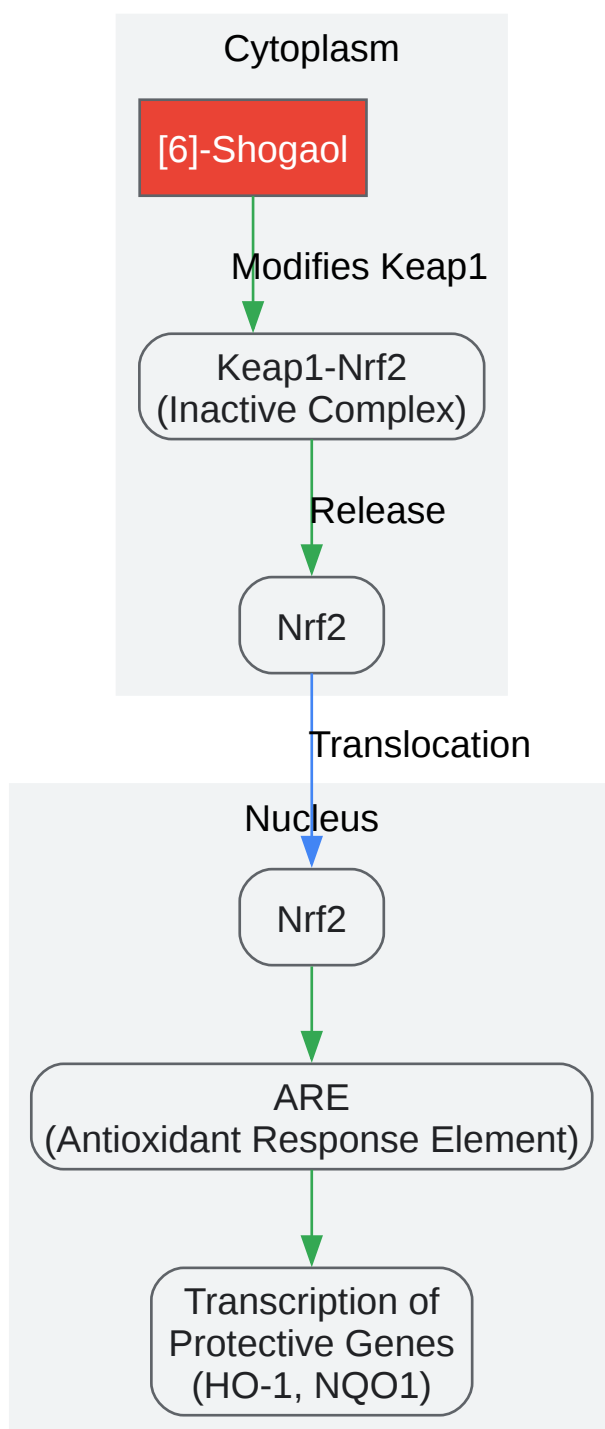 Cytoplasm
[6]-Shogaol
Modifies Keap1
Keap1-Nrf2
(Inactive Complex)
Release
Nrf2
Translocation
Nucleus
Nrf2
ARE
(Antioxidant Response Element)
Transcription of
Protective Genes
(HO-1, NQO1)